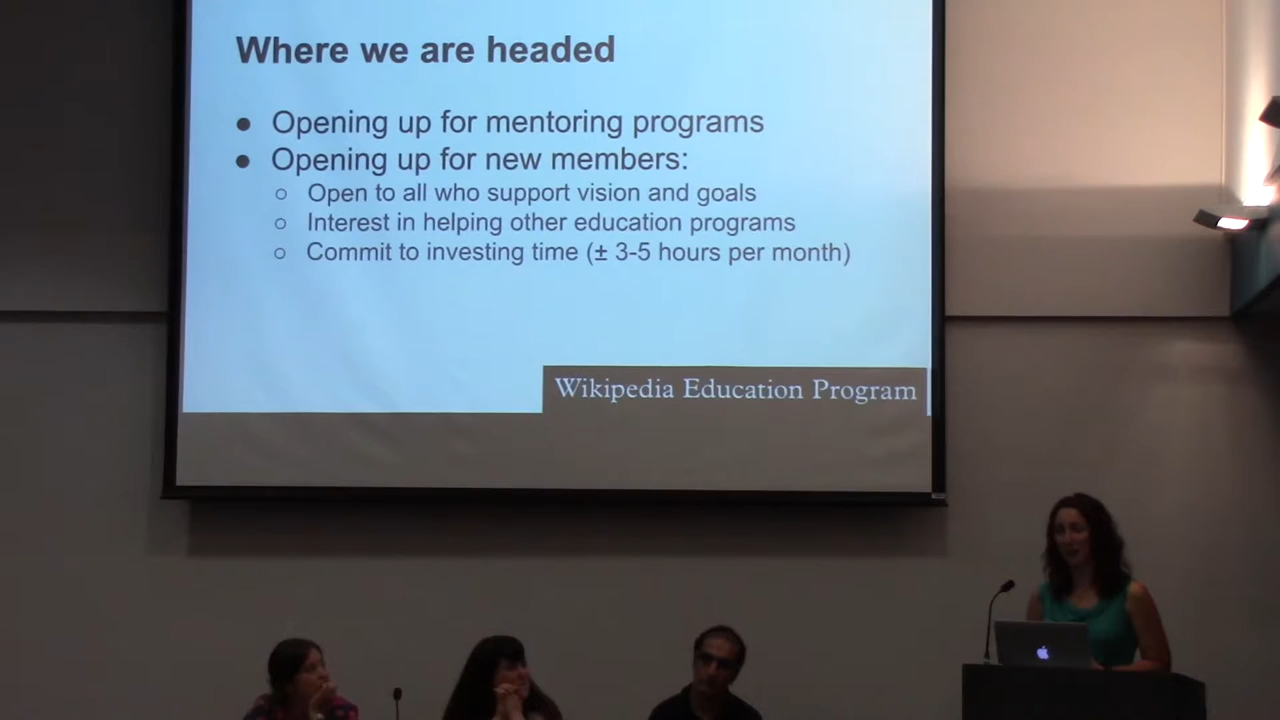 Where we are headed
● Opening up for mentoring programs
● Opening up for new members:
○ Open to all who support vision and goals
○ Interest in helping other education programs
○ Commit to investing time (± 3-5 hours per month)
Wikipedia Education Program